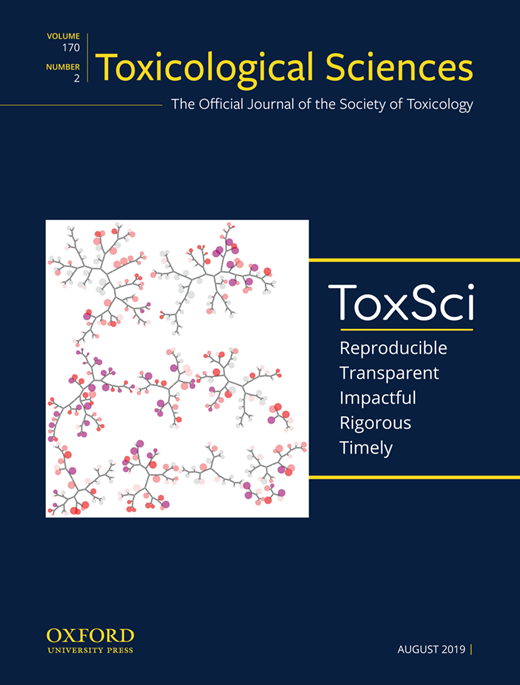 VOLUME
170
NUMBER
2
Toxicological Sciences
The Official Journal of the Society of Toxicology
ToxSci
Reproducible
Transparent
Impactful
Rigorous
Timely
OXFORD
UNIVERSITY PRESS
AUGUST 2019 |